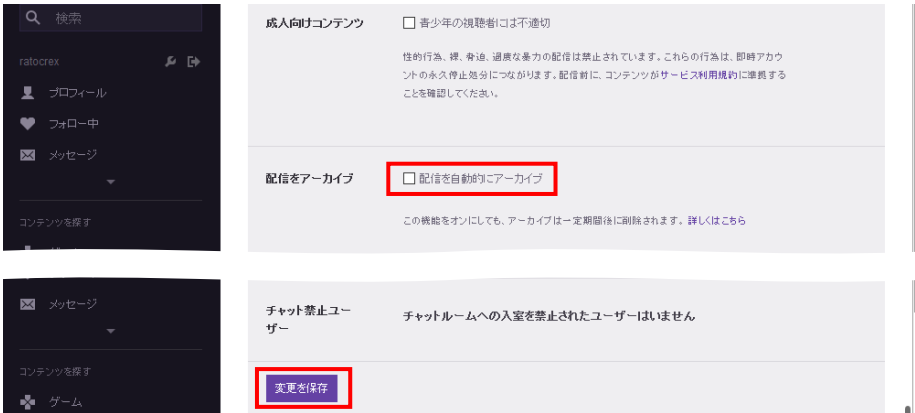 検索
ratocrex
プロフィール
フォロー中
メッセージ
コンテンツを探す
成人向けコンテンツ
青少年の視聴者には不適切
性的行為、裸、脅迫、過度な暴力の配信は禁止されています。これらの行為は、即時アカウ
ントの永久停止処分につながります。配信前に、コンテンツがサービス利用規約に準拠する
ことを確認してください。
配信をアーカイブ
配信を自動的にアーカイブ
この機能をオンにしても、アーカイブは一定期間後に削除されます。詳しくはこちら
メッセージ
コンテンツを探す
ゲーム
チャット禁止ユー
ザー
チャットルームへの入室を禁止されたユーザーはいません
変更を保存